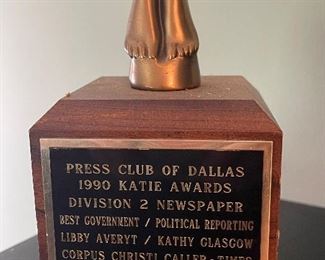 PRESS CLUB OF DALLAS
1990 KATIE AWARDS
DIVISION 2 NEWSPAPER
BEST GOVERNMENT / POLITICAL REPORTING
LIBBY AVERYT / KATHY GLASGOW
CORPUS CHRISTI CALLER - TIMES